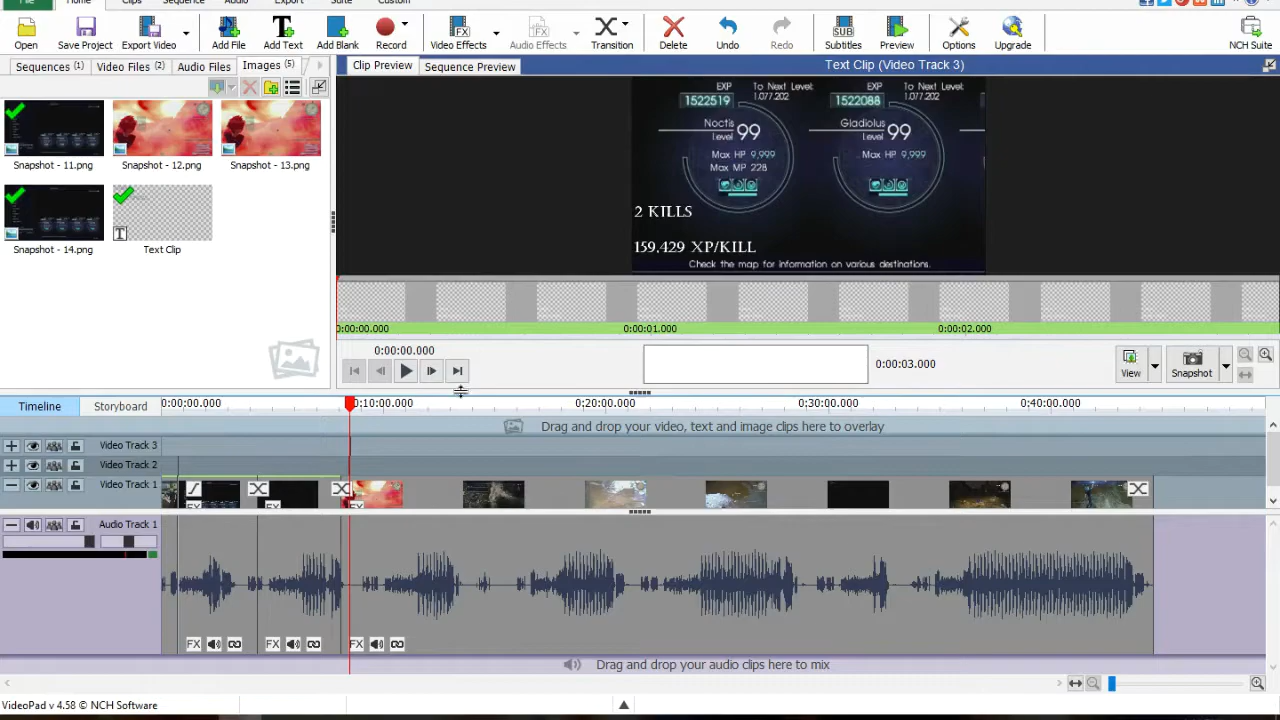 File Home Clips Sequence Audio Export Suite Custom
Open Save Project Export Video Add File Add Text Add Blank Record Video Effects Audio Effects Transition Delete Undo Redo Subtitles Preview Options Upgrade NCH Suite
Sequences (1) Video Files (2) Audio Files Images (5)
Clip Preview Sequence Preview Text Clip (Video Track 3)
Snapshot - 11.png Snapshot - 12.png Snapshot - 13.png
Snapshot - 14.png Text Clip
EXP To Next Level: EXP To Next Level:
1522519 1.077.202 1522088 1.077.202
Noctis Gladiolus
Level 99 Level 99
Max HP 9,999 Max HP 9,999
Max MP 228
2 KILLS
159,429 XP/KILL
Check the map for information on various destinations.
0:00:00.000 0:00:01.000 0:00:02.000
0:00:00.000
0:00:03.000
View Snapshot
Timeline Storyboard 0:00:00.000 0:10:00.000 0:20:00.000 0:30:00.000 0:40:00.000
Drag and drop your video, text and image clips here to overlay
Video Track 3
Video Track 2
Video Track 1
FX FX FX
Audio Track 1
FX FX FX
Drag and drop your audio clips here to mix
VideoPad v 4.58 © NCH Software